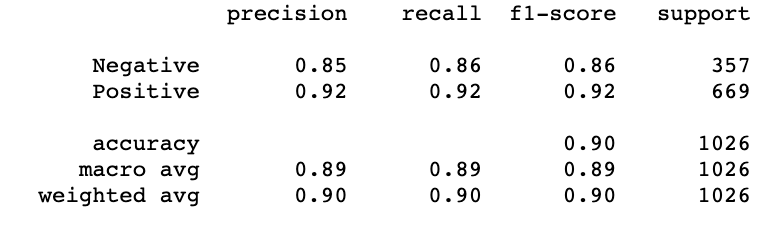 precision recall f1-score support
Negative 0.85 0.86 0.86 357
Positive 0.92 0.92 0.92 669
accuracy 0.90 1026
macro avg 0.89 0.89 0.89 1026
weighted avg 0.90 0.90 0.90 1026